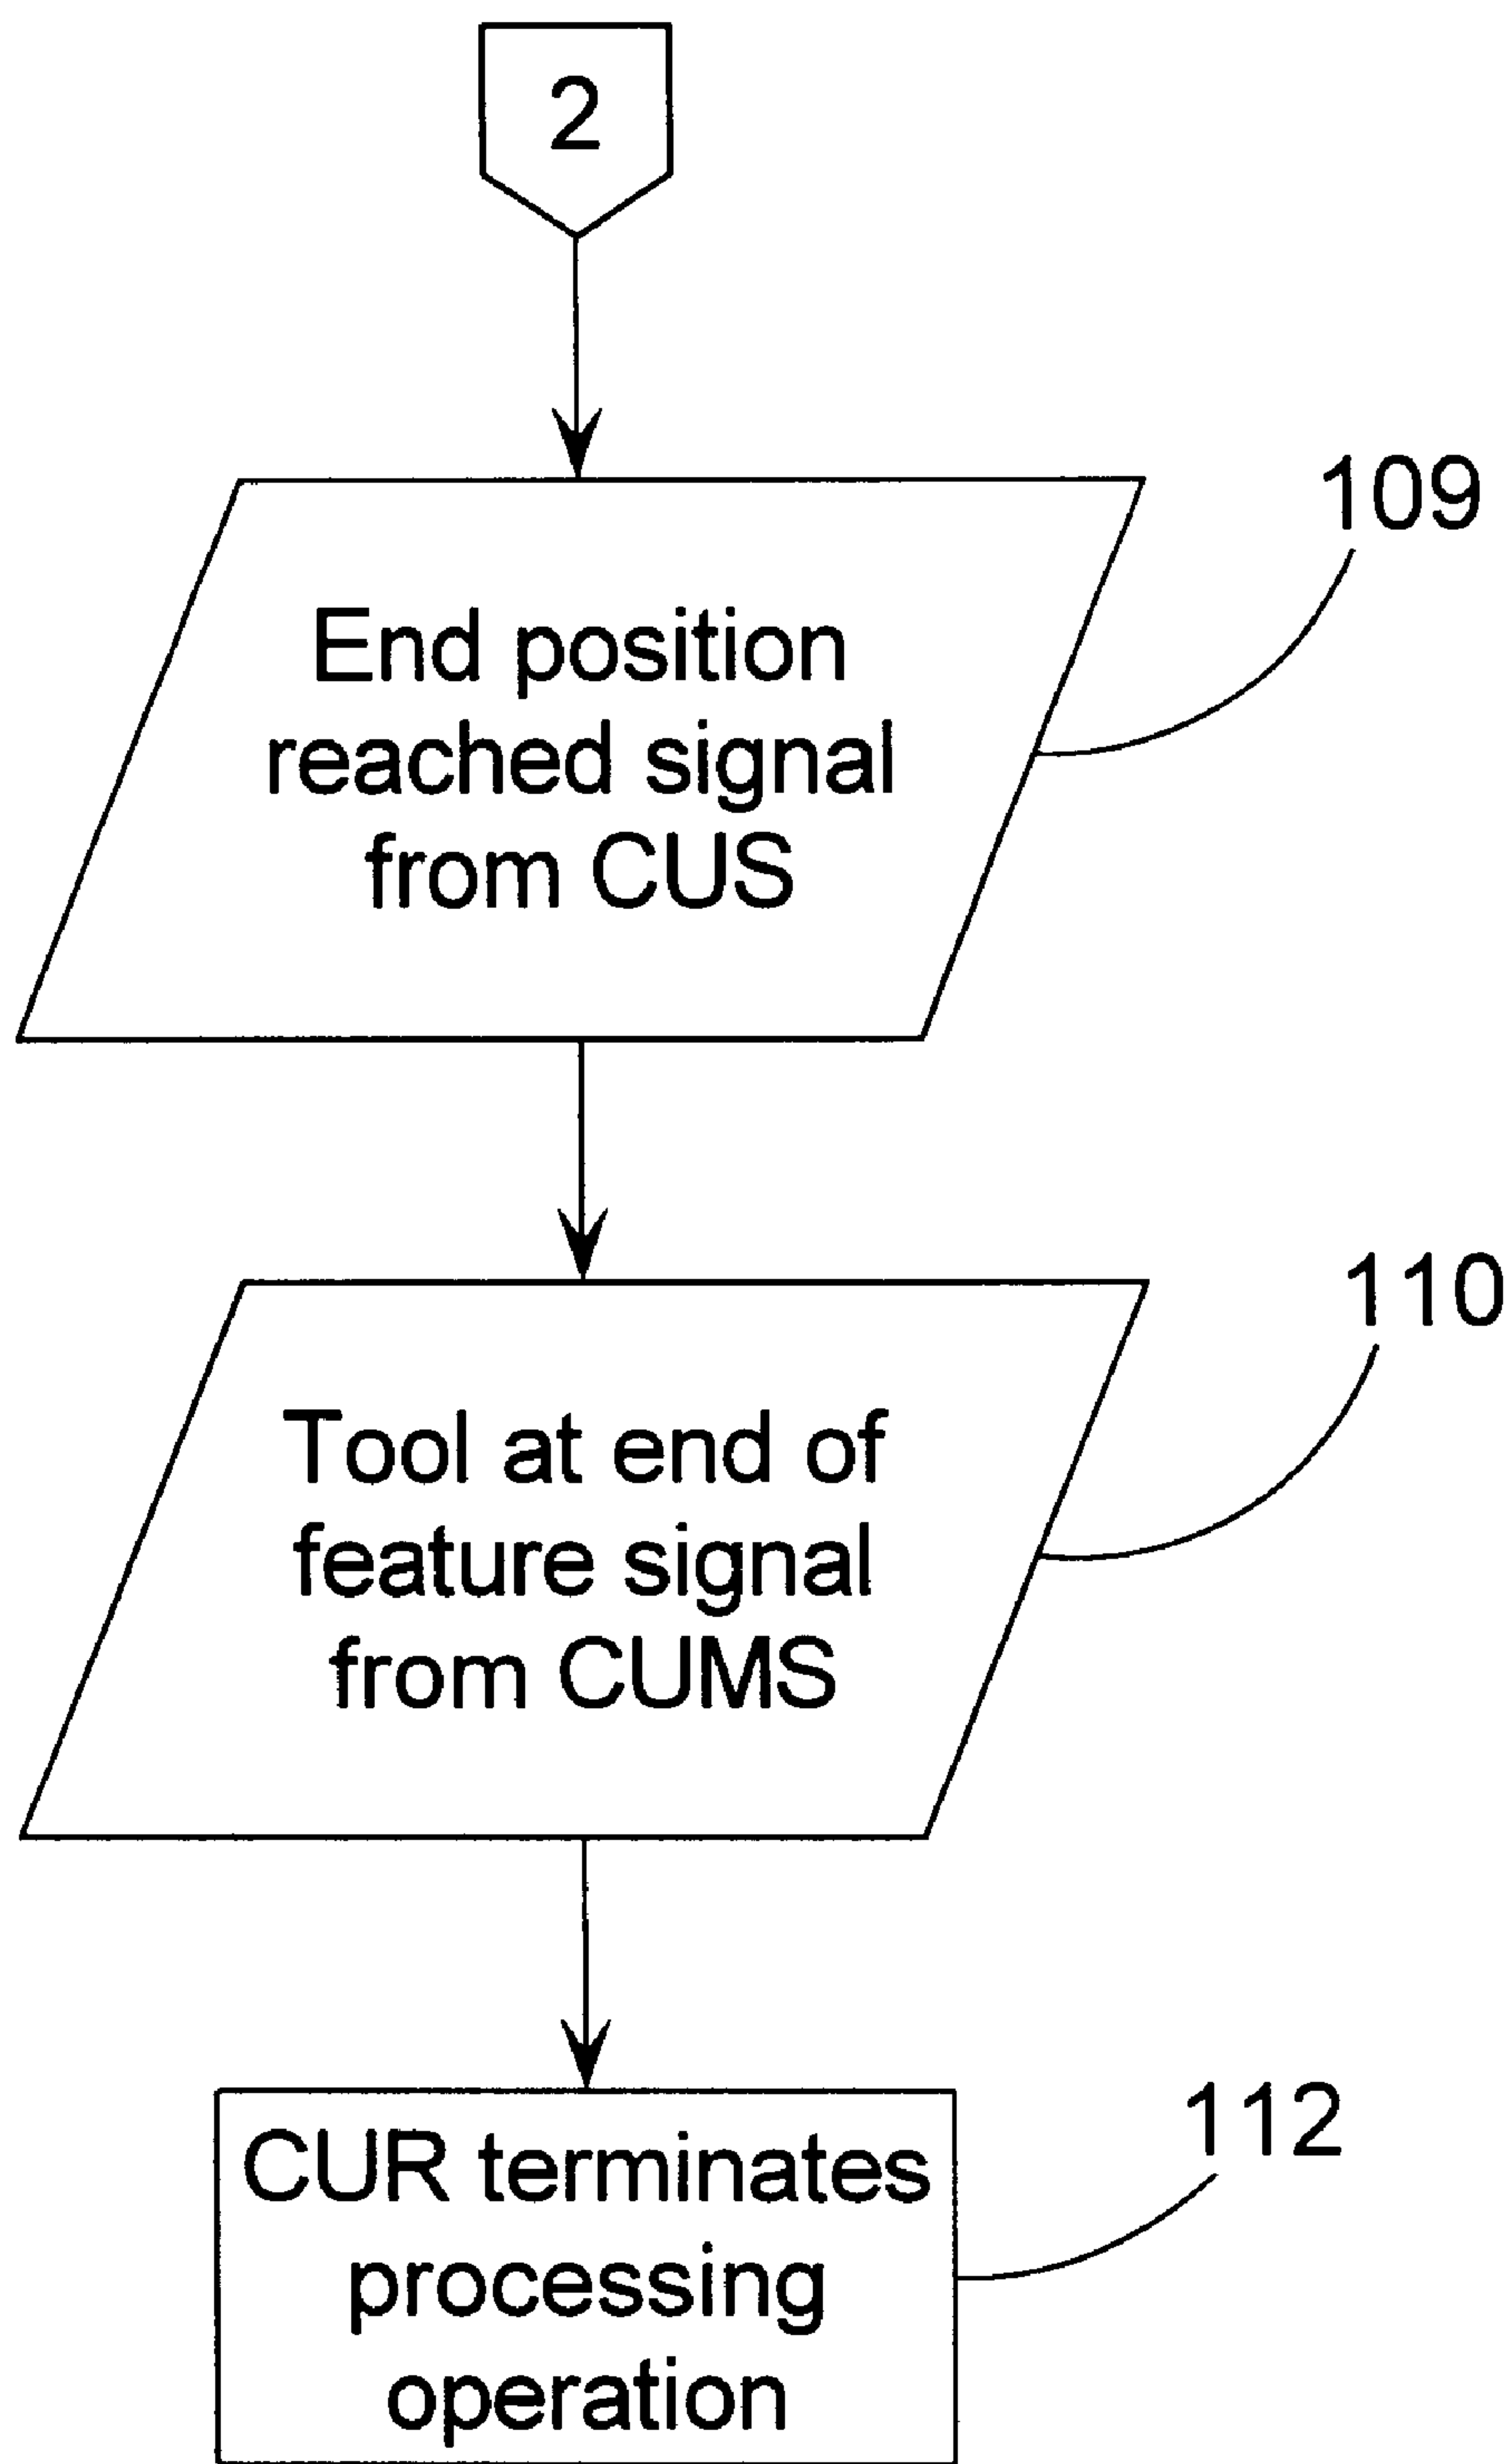 2
109
End position
reached signal
from CUS
110
Tool at end of
feature signal
from CUMS
112
CUR terminates
processing
operation